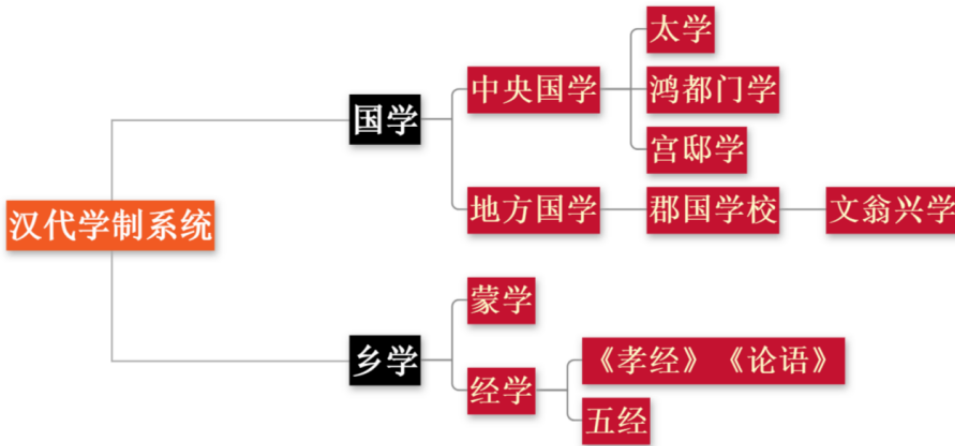 汉代学制系统
国学
中央国学
太学
鸿都门学
宫邸学
地方国学
郡国学校
文翁兴学
乡学
蒙学
经学
《孝经》《论语》
五经